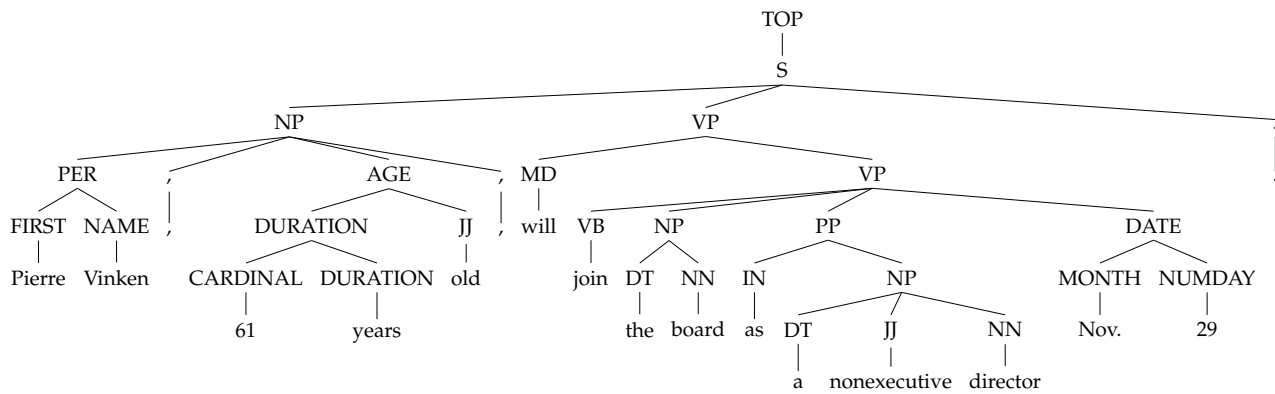 TOP
S
NP VP .
PER , AGE , MD VP .
FIRST NAME , DURATION JJ , will VB NP PP DATE
Pierre Vinken CARDINAL DURATION old join DT NN IN NP MONTH NUMDAY
61 years the board as DT JJ NN Nov. 29
a nonexecutive director